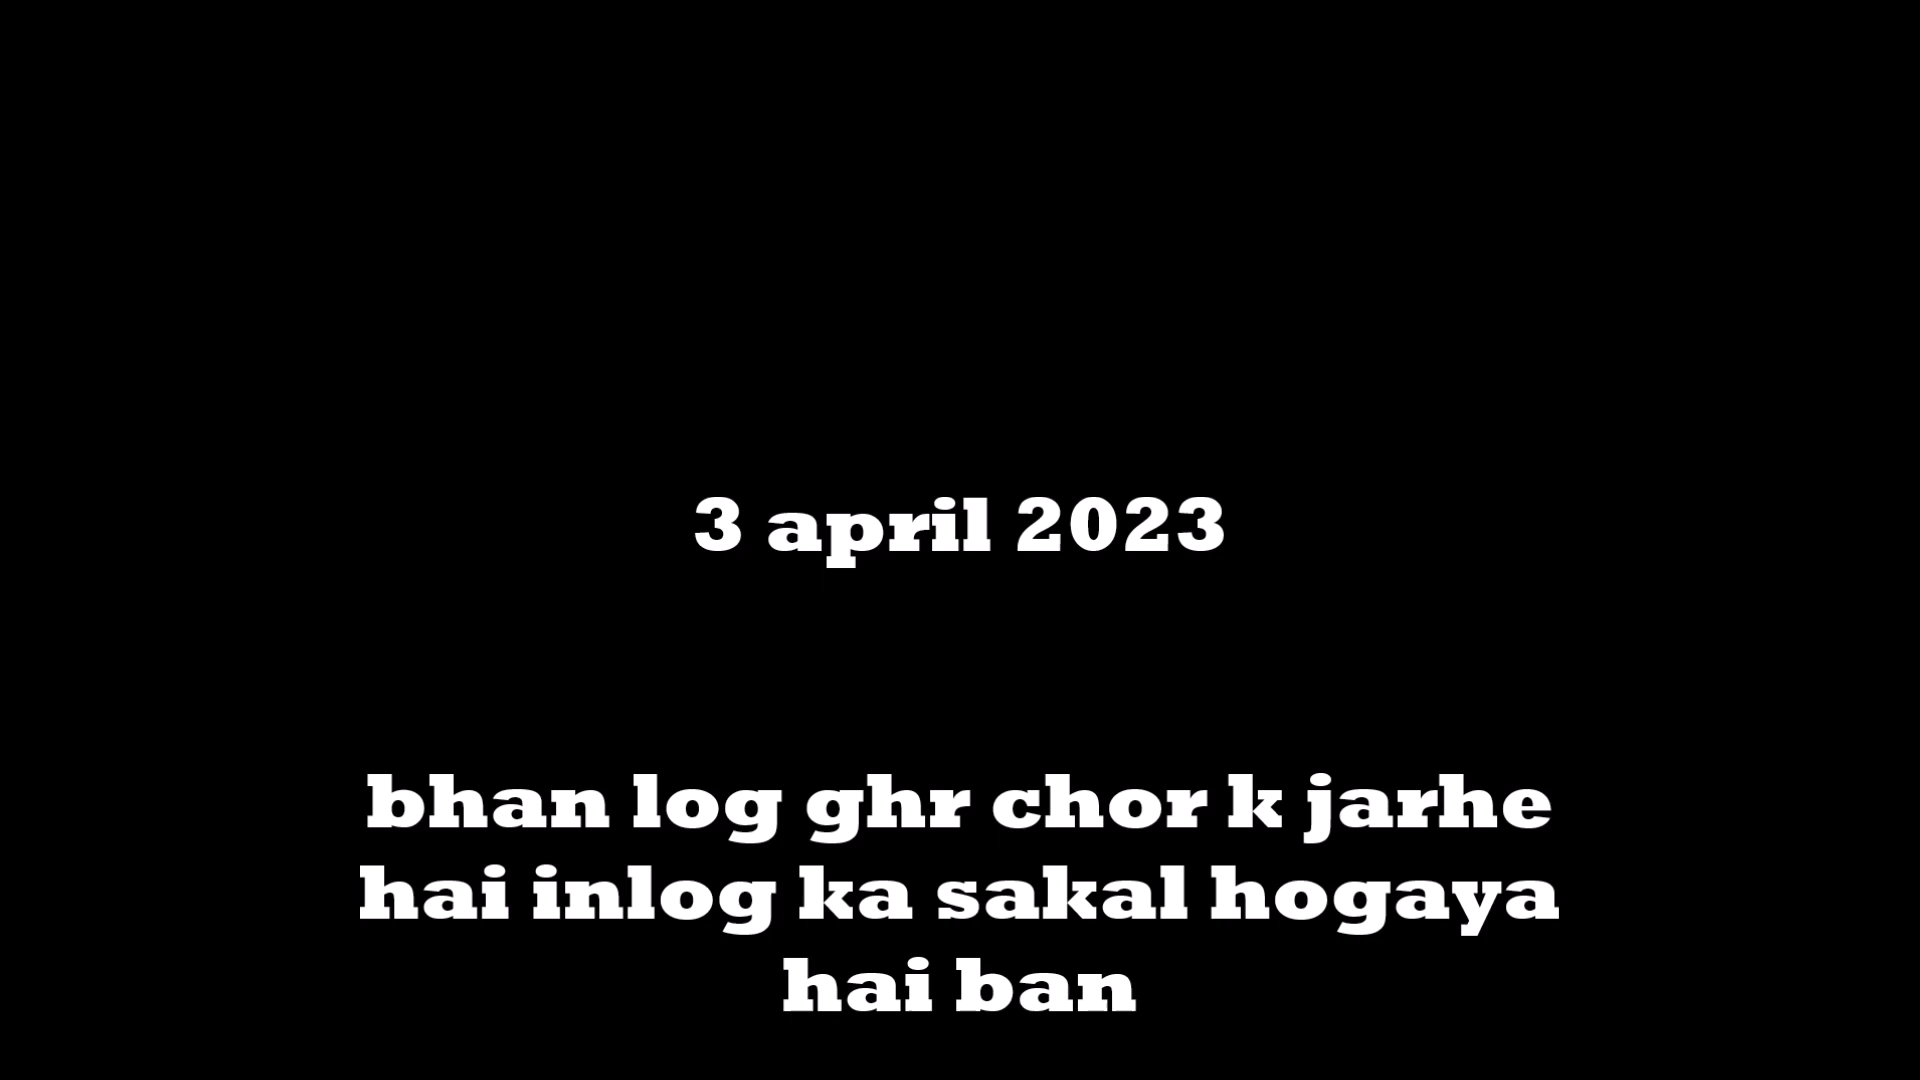 3 april 2023
bhan log ghr chor k jarhe
hai inlog ka sakal hogaya
hai ban